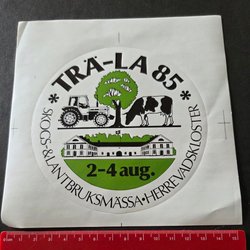 * TRÄ-LA 85 *
SKOGS-&LANTBRUKSMÄSSA•HERREVADSKLOSTER
2-4 aug.